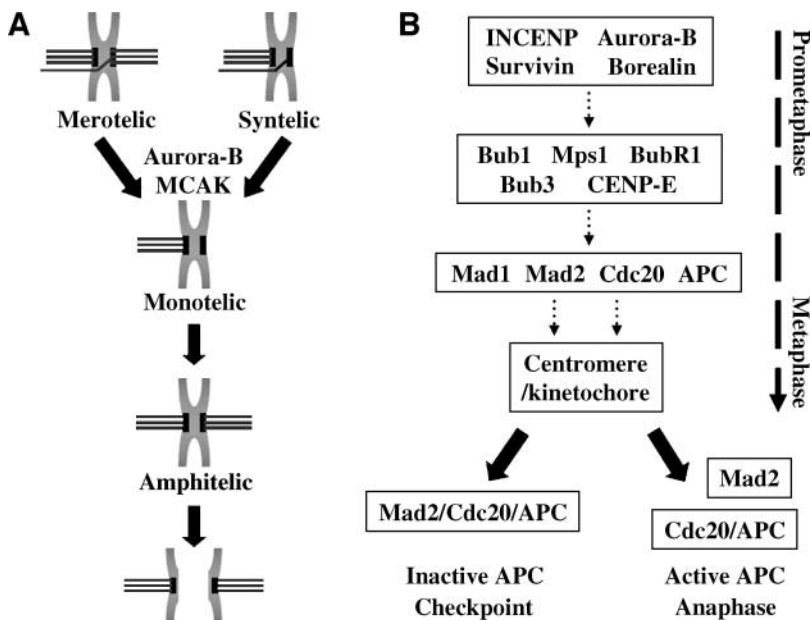 A
Merotelic
Syntelic
Aurora-B
MCAK
Monotelic
Amphitelic
B
INCENP Aurora-B
Survivin Borealin
Bub1 Mps1 BubR1
Bub3 CENP-E
Mad1 Mad2 Cdc20 APC
Centromere
/kinetochore
Mad2/Cdc20/APC
Inactive APC
Checkpoint
Mad2
Cdc20/APC
Active APC
Anaphase
Prometaphase
Metaphase